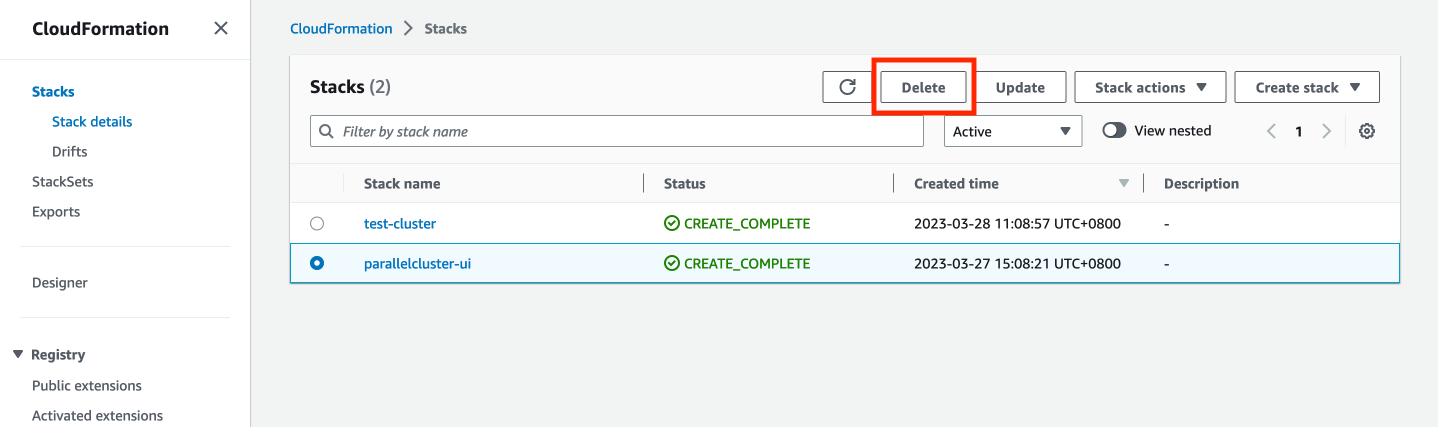 CloudFormation
Stacks
Stack details
Drifts
StackSets
Exports
Designer
Registry
Public extensions
Activated extensions
CloudFormation Stacks
Stacks (2) Delete Update Stack actions Create stack
Filter by stack name Active View nested 1
Stack name Status Created time Description
test-cluster CREATE_COMPLETE 2023-03-28 11:08:57 UTC+0800 -
parallelcluster-ui CREATE_COMPLETE 2023-03-27 15:08:21 UTC+0800 -